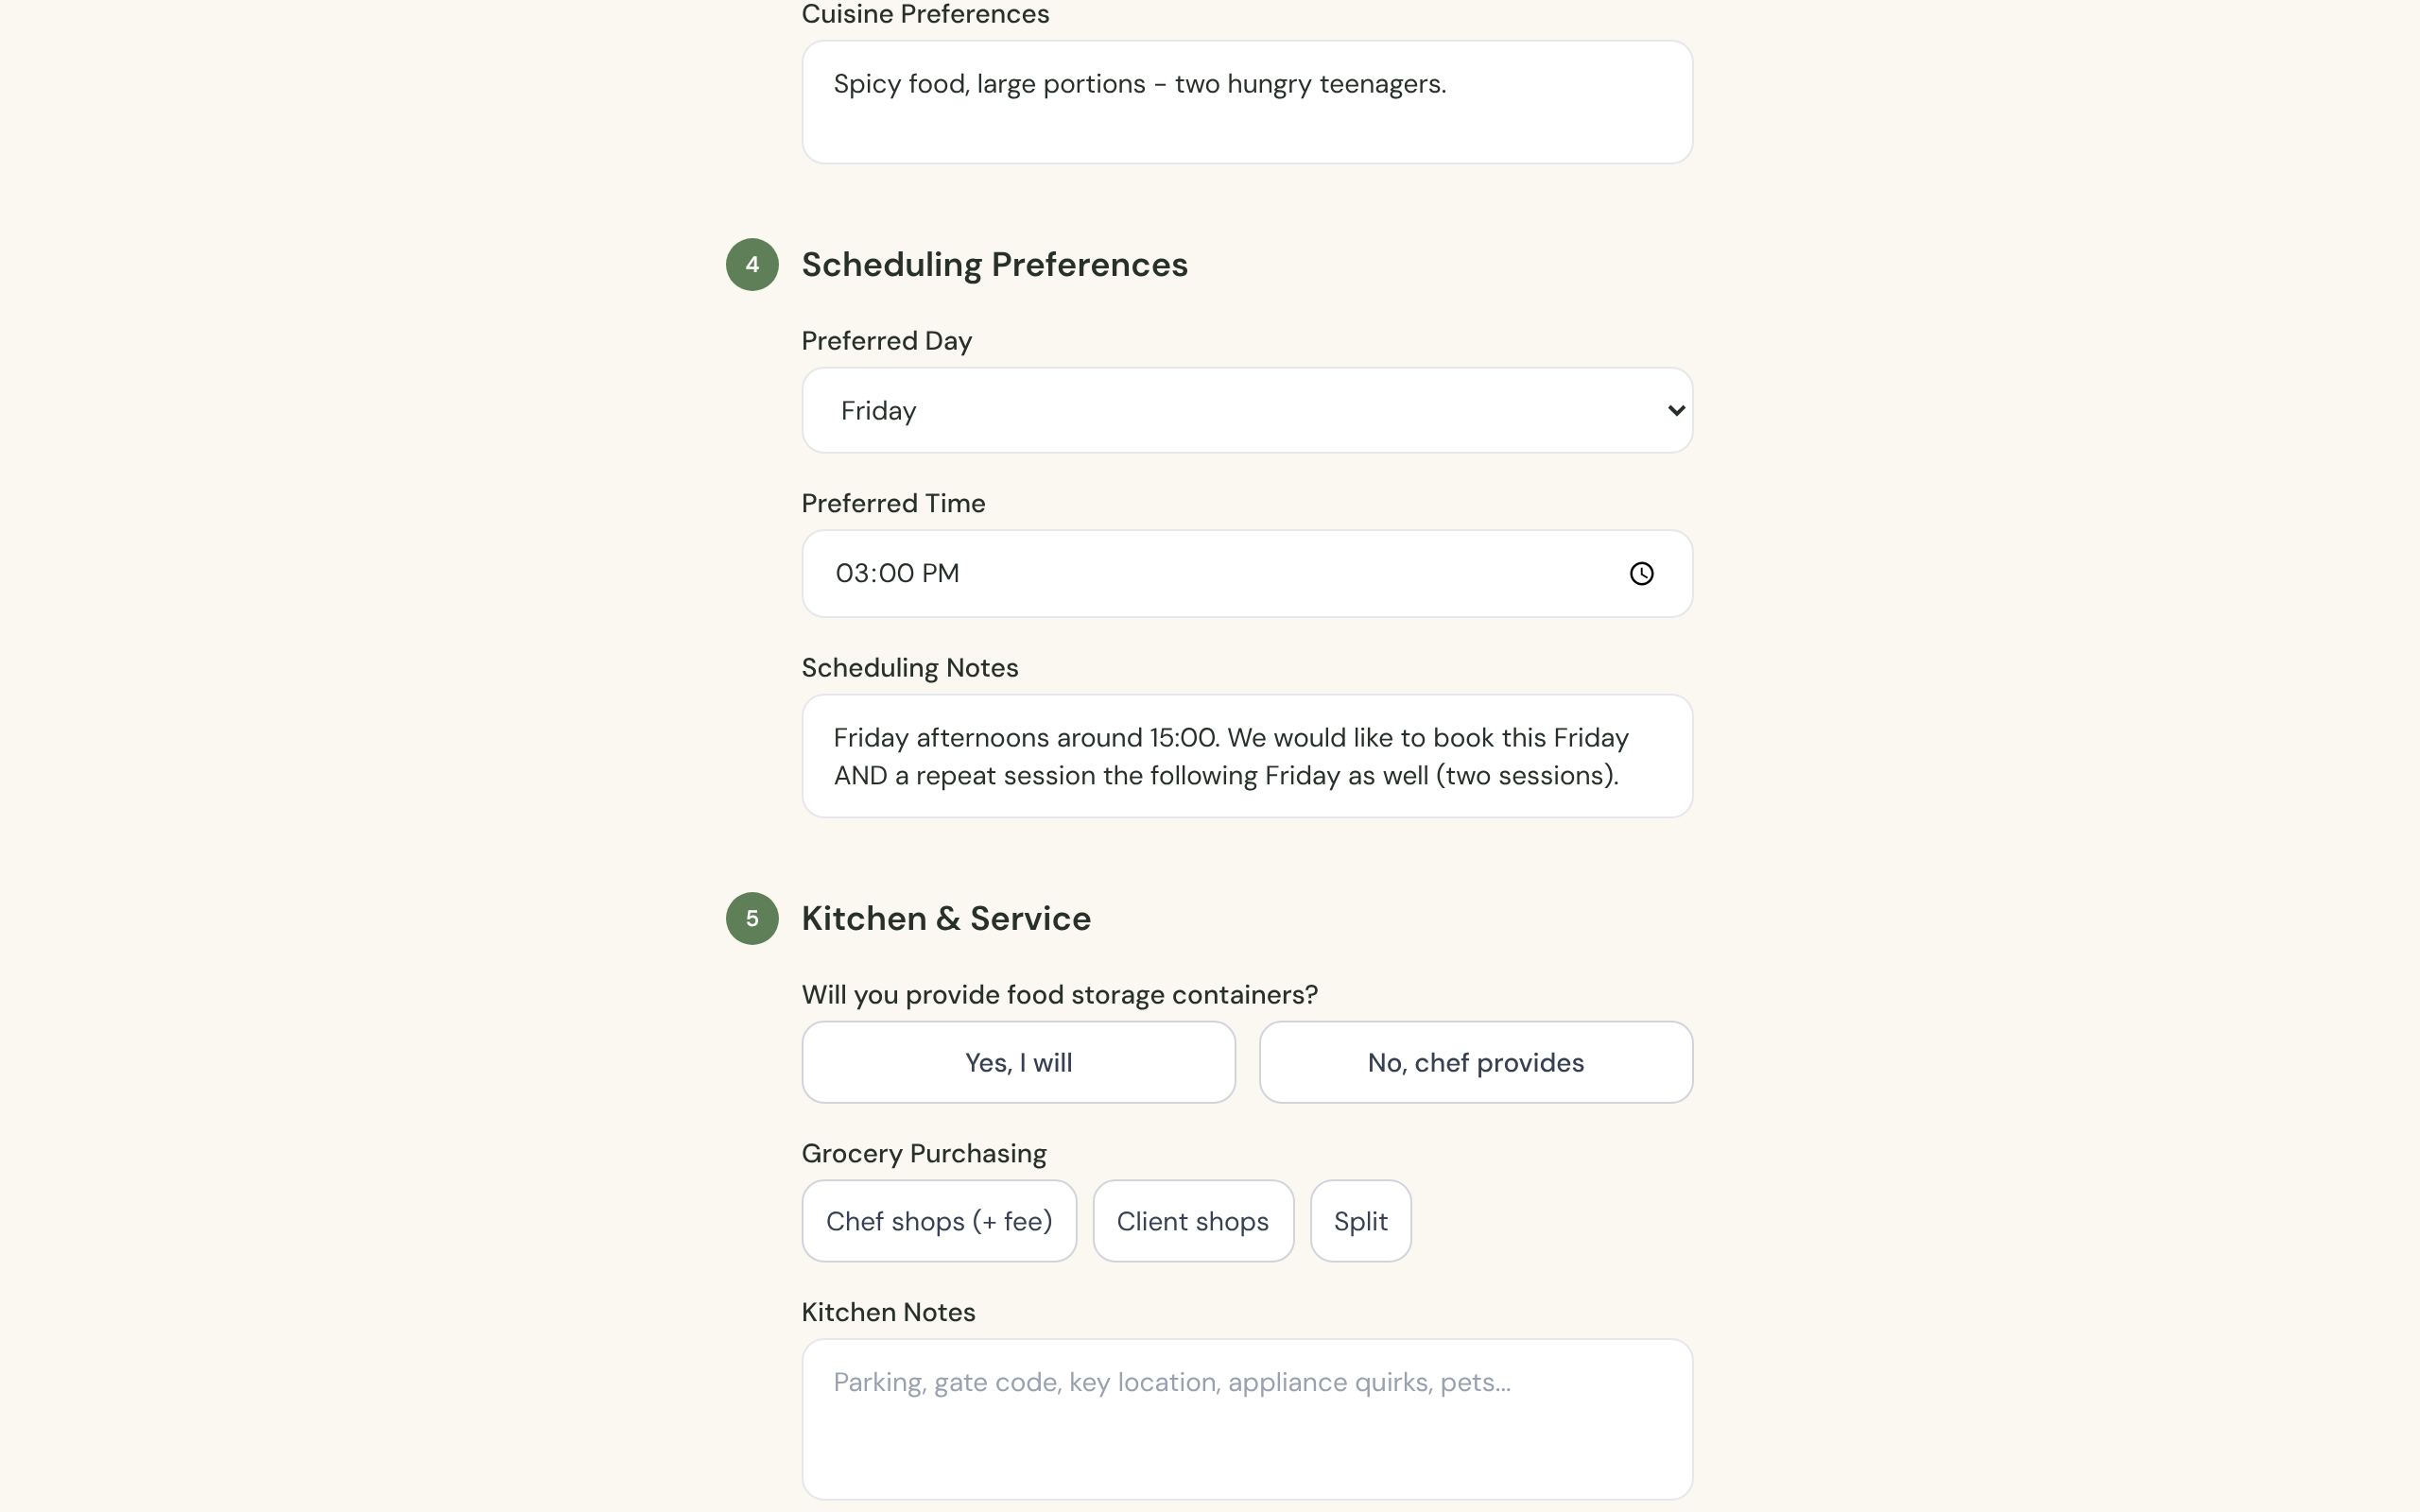 Cuisine Preferences
Spicy food, large portions - two hungry teenagers.
4
Scheduling Preferences
Preferred Day
Friday
Preferred Time
03:00 PM
Scheduling Notes
Friday afternoons around 15:00. We would like to book this Friday
AND a repeat session the following Friday as well (two sessions).
5
Kitchen & Service
Will you provide food storage containers?
Yes, I will
No, chef provides
Grocery Purchasing
Chef shops (+ fee)
Client shops
Split
Kitchen Notes
Parking, gate code, key location, appliance quirks, pets...